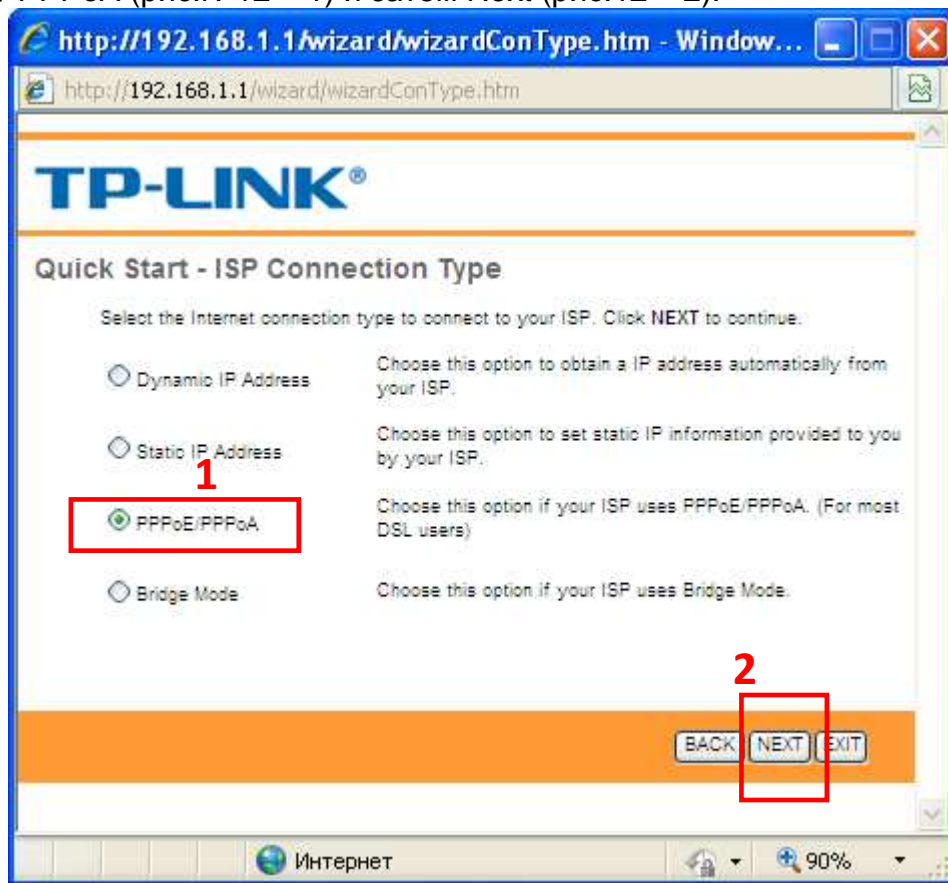 http://192.168.1.1/wizard/wizardConType.htm - Window...
http://192.168.1.1/wizard/wizardConType.htm
TP-LINK®
Quick Start - ISP Connection Type
Select the Internet connection type to connect to your ISP. Click NEXT to continue.
Dynamic IP Address
Choose this option to obtain a IP address automatically from
your ISP.
Static IP Address
Choose this option to set static IP information provided to you
by your ISP.
1
PPPoE/PPPoA
Choose this option if your ISP uses PPPoE/PPPoA. (For most
DSL users)
Bridge Mode
Choose this option if your ISP uses Bridge Mode.
2
BACK NEXT EXIT
Интернет
90%